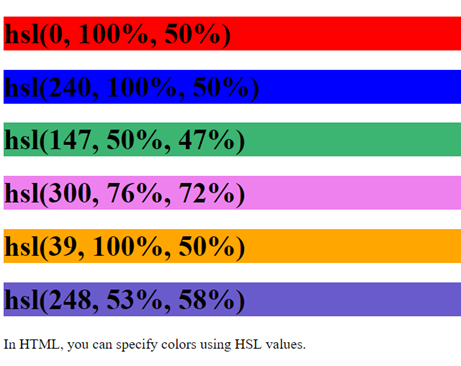 hsl(0, 100%, 50%)
hsl(240, 100%, 50%)
hsl(147, 50%, 47%)
hsl(300, 76%, 72%)
hsl(39, 100%, 50%)
hsl(248, 53%, 58%)
In HTML, you can specify colors using HSL values.